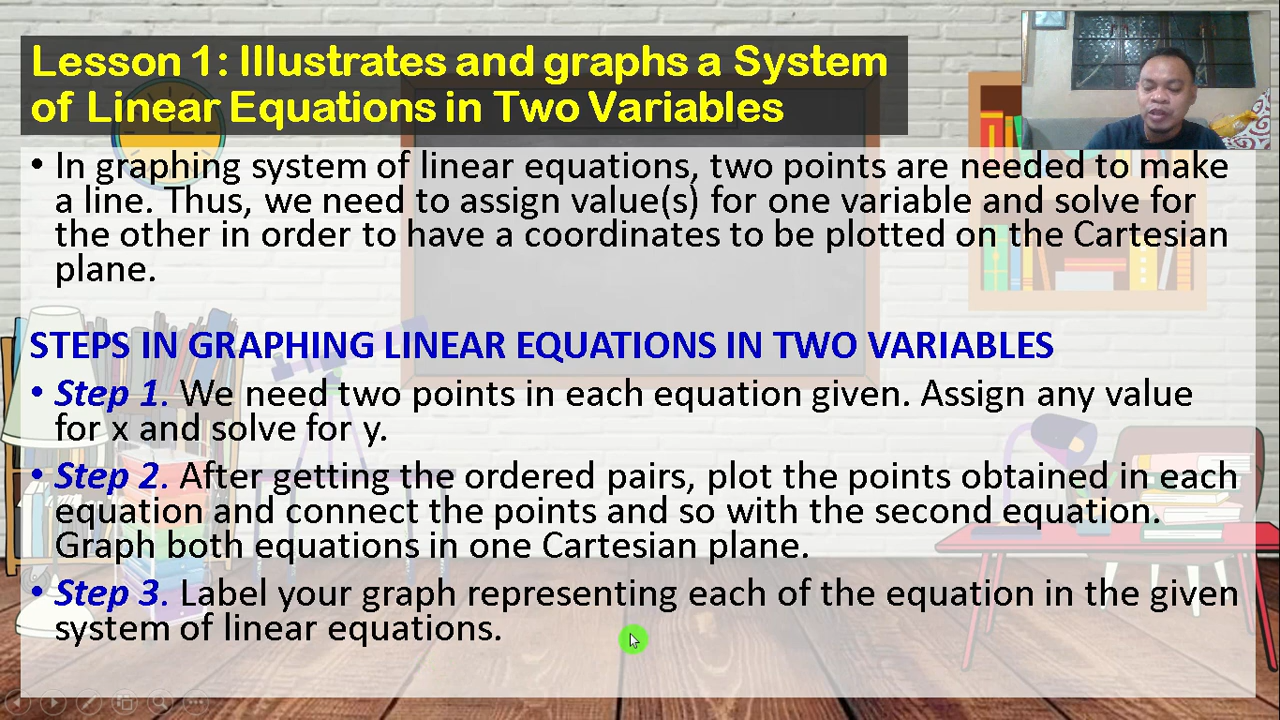 Lesson 1: Illustrates and graphs a System
of Linear Equations in Two Variables
• In graphing system of linear equations, two points are needed to make
a line. Thus, we need to assign value(s) for one variable and solve for
the other in order to have a coordinates to be plotted on the Cartesian
plane.
STEPS IN GRAPHING LINEAR EQUATIONS IN TWO VARIABLES
• Step 1. We need two points in each equation given. Assign any value
for x and solve for y.
• Step 2. After getting the ordered pairs, plot the points obtained in each
equation and connect the points and so with the second equation.
Graph both equations in one Cartesian plane.
• Step 3. Label your graph representing each of the equation in the given
system of linear equations.